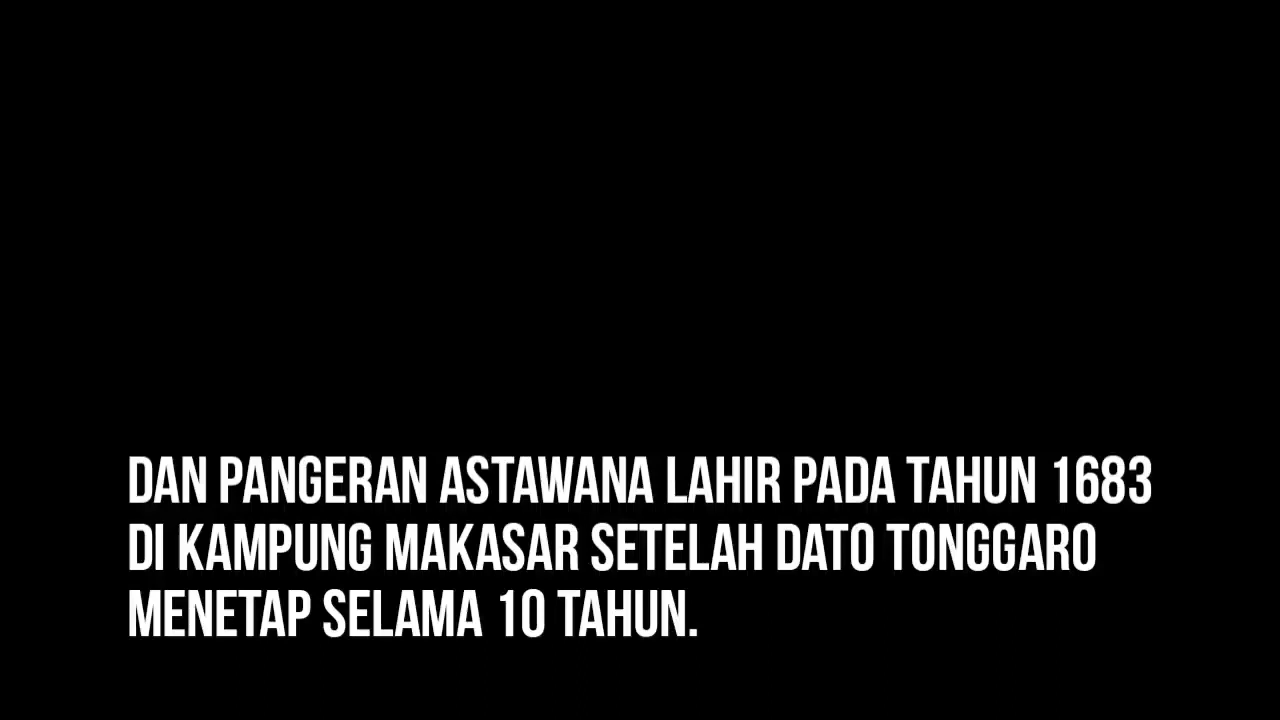 DAN PANGERAN ASTAWANA LAHIR PADA TAHUN 1683
DI KAMPUNG MAKASAR SETELAH DATO TONGGARO
MENETAP SELAMA 10 TAHUN.